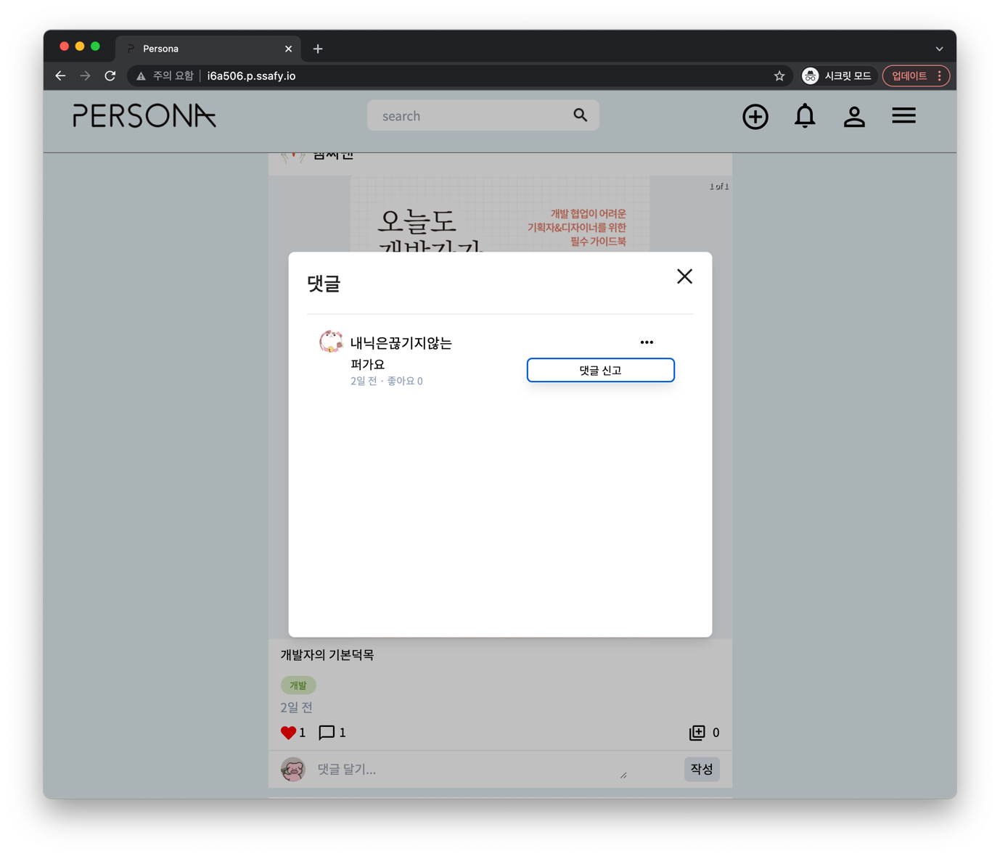 Persona
주의 요함
i6a506.p.ssafy.io
시크릿 모드
업데이트
PERSONA
search
1 of 1
오늘도
개발 협업이 어려운
기획자&디자이너를 위한
필수 가이드북
댓글
내닉은끊기지않는
퍼가요
2일 전 · 좋아요 0
댓글 신고
개발자의 기본덕목
개발
2일 전
1
1
0
댓글 달기...
작성